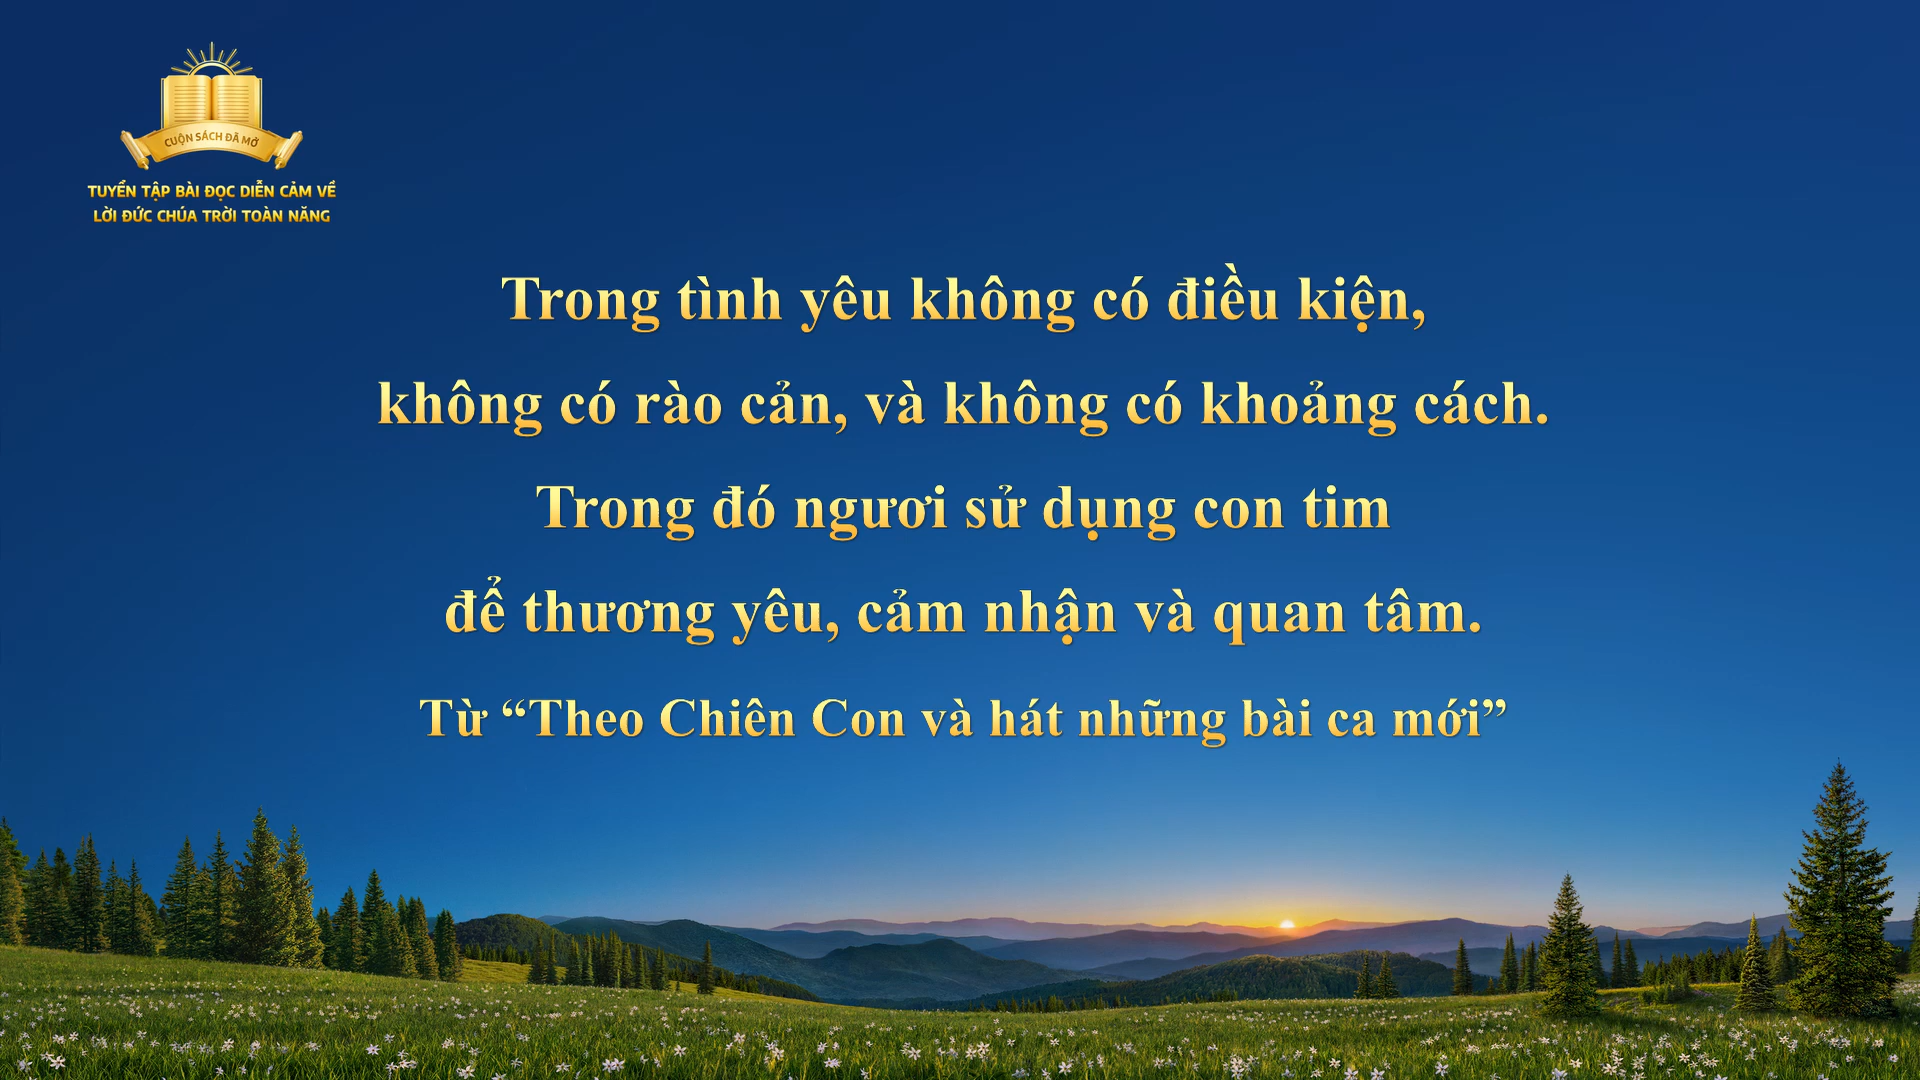 CUỘN SÁCH ĐÃ MỞ
TUYỂN TẬP BÀI ĐỌC DIỄN CẢM VỀ
LỜI ĐỨC CHÚA TRỜI TOÀN NĂNG
Trong tình yêu không có điều kiện,
không có rào cản, và không có khoảng cách.
Trong đó ngươi sử dụng con tim
để thương yêu, cảm nhận và quan tâm.
Từ “Theo Chiên Con và hát những bài ca mới”